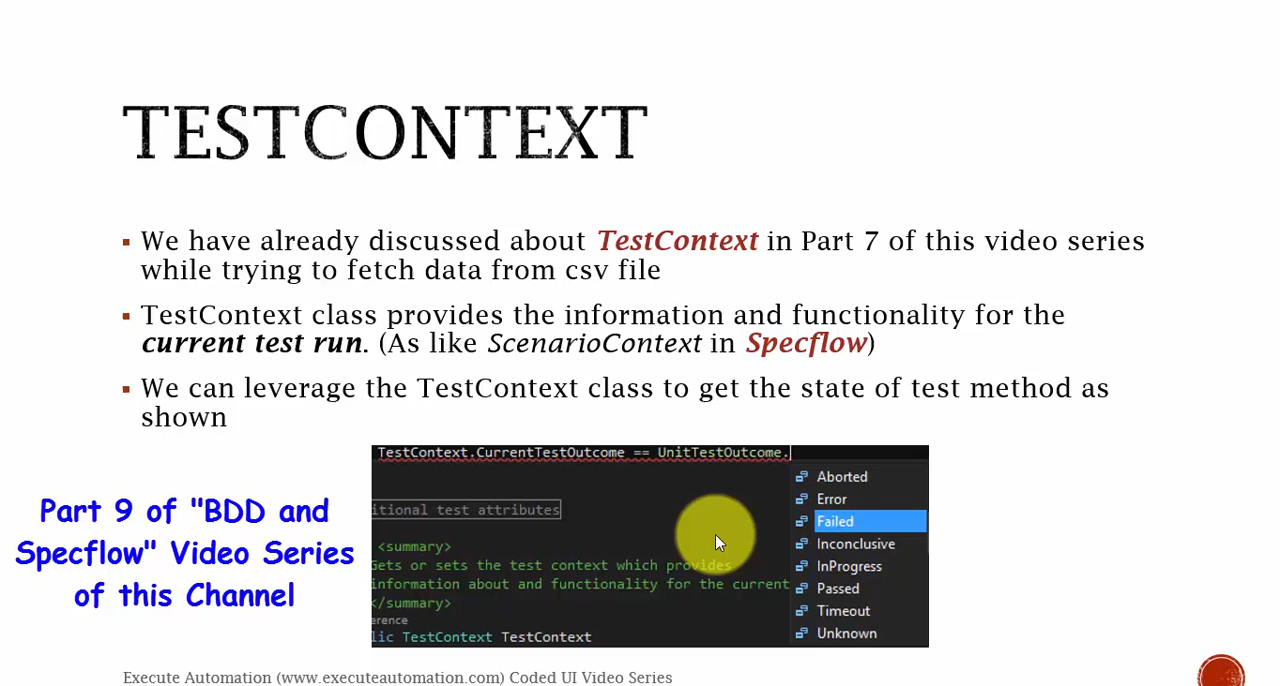 TESTCONTEXT
▪ We have already discussed about TestContext in Part 7 of this video series
while trying to fetch data from csv file
▪ TestContext class provides the information and functionality for the
current test run. (As like ScenarioContext in Specflow)
▪ We can leverage the TestContext class to get the state of test method as
shown
TestContext.CurrentTestOutcome == UnitTestOutcome.
Aborted
Error
Failed
Inconclusive
InProgress
Passed
Timeout
Unknown
itional test attributes
<summary>
Gets or sets the test context which provides
information about and functionality for the current
</summary>
erence
lic TestContext TestContext
Part 9 of "BDD and
Specflow" Video Series
of this Channel
Execute Automation (www.executeautomation.com) Coded UI Video Series